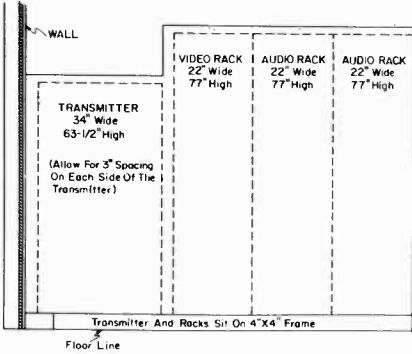 WALL
VIDEO RACK
22" Wide
77" High
AUDIO RACK
22" Wide
77" High
AUDIO RACK
22" Wide
77" High
TRANSMITTER
34" Wide
63-1/2" High
(Allow For 3" Spacing
On Each Side Of The
Transmitter)
Transmitter And Racks Sit On 4"X4" Frame
Floor Line